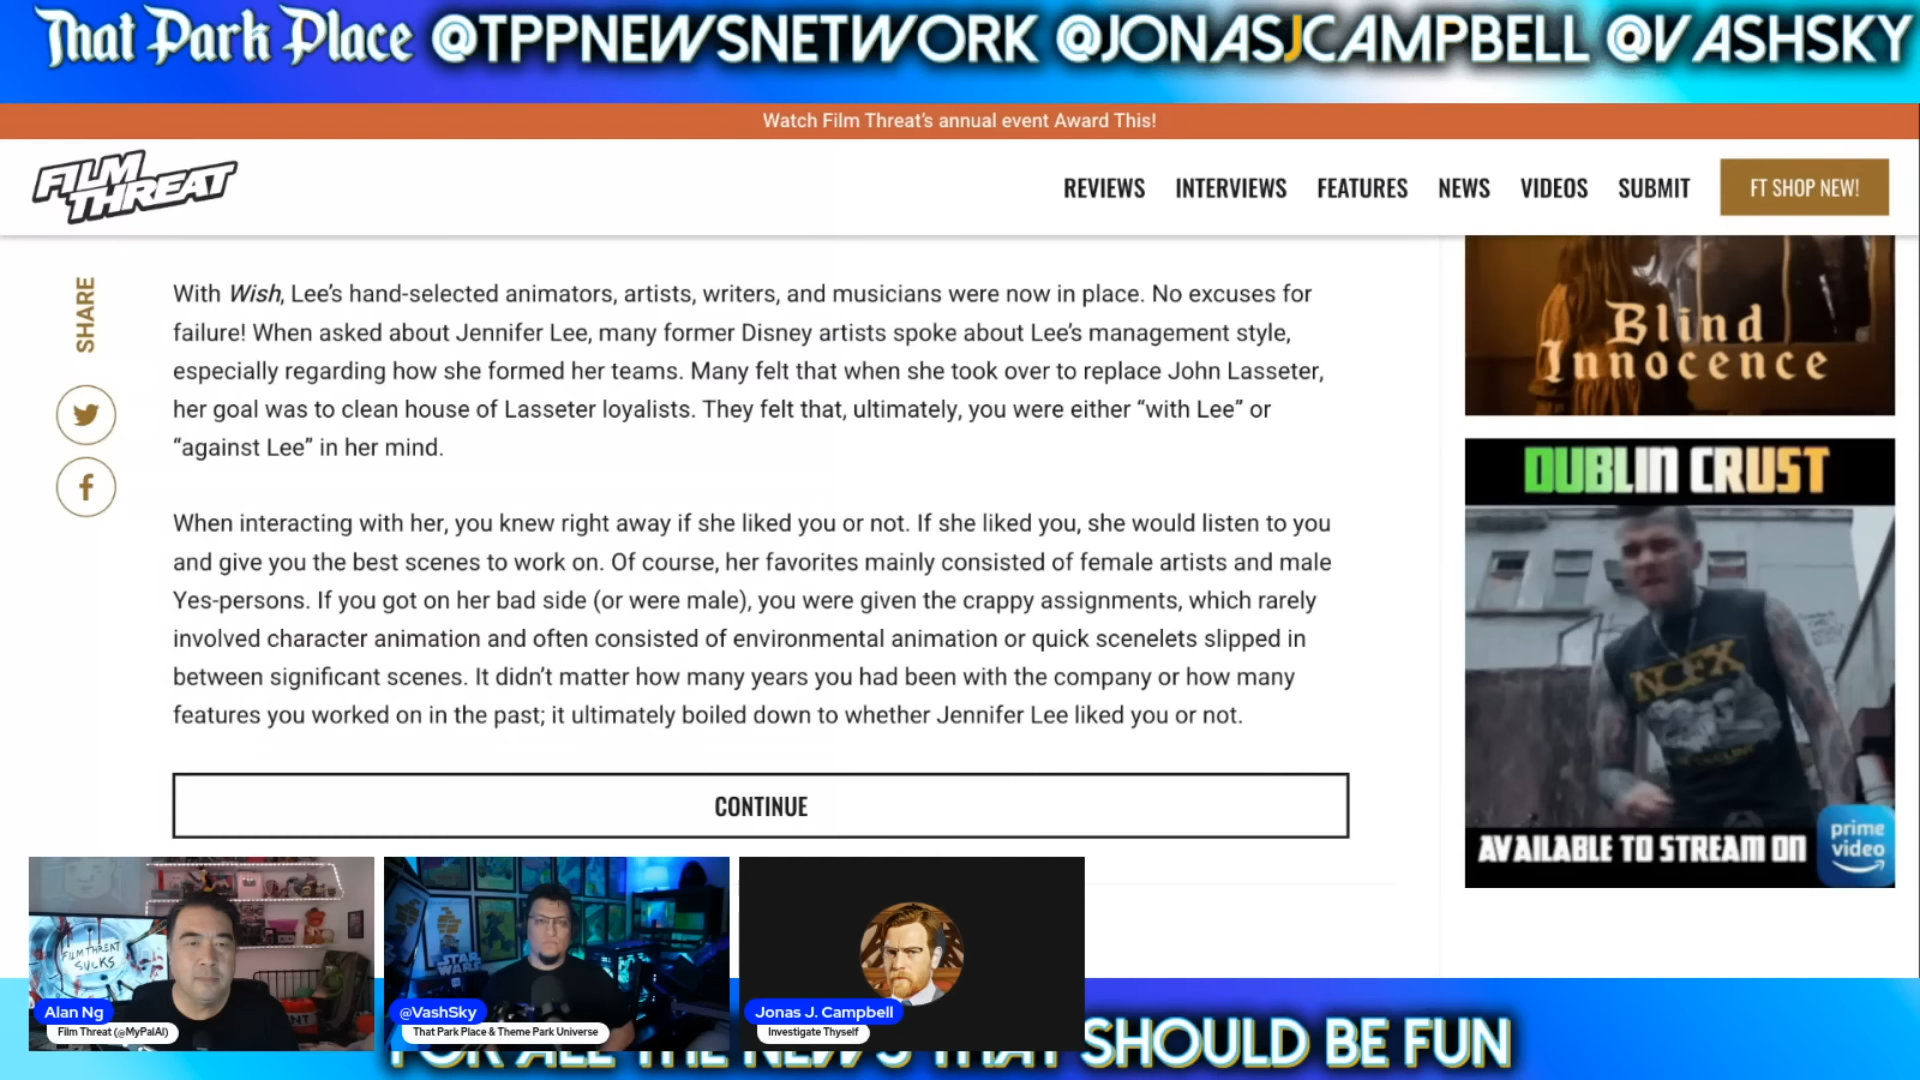 That Park Place @TPPNEWSNETWORK @JONASJCAMPBELL @VASHSKY
Watch Film Threat's annual event Award This!
FILM THREAT
REVIEWS INTERVIEWS FEATURES NEWS VIDEOS SUBMIT FT SHOP NEW!
SHARE
With Wish, Lee’s hand-selected animators, artists, writers, and musicians were now in place. No excuses for
failure! When asked about Jennifer Lee, many former Disney artists spoke about Lee’s management style,
especially regarding how she formed her teams. Many felt that when she took over to replace John Lasseter,
her goal was to clean house of Lasseter loyalists. They felt that, ultimately, you were either “with Lee” or
“against Lee” in her mind.
When interacting with her, you knew right away if she liked you or not. If she liked you, she would listen to you
and give you the best scenes to work on. Of course, her favorites mainly consisted of female artists and male
Yes-persons. If you got on her bad side (or were male), you were given the crappy assignments, which rarely
involved character animation and often consisted of environmental animation or quick scenelets slipped in
between significant scenes. It didn’t matter how many years you had been with the company or how many
features you worked on in the past; it ultimately boiled down to whether Jennifer Lee liked you or not.
CONTINUE
Blind
Innocence
DUBLIN CRUST
NOFX
AVAILABLE TO STREAM ON
prime
video
FILM THREAT
SUCKS
STAR
WARS
Alan Ng
Film Threat (@MyPalAl)
@VashSky
That Park Place & Theme Park Universe
Jonas J. Campbell
Investigate Thyself
FOR ALL THE NEWS THAT SHOULD BE FUN